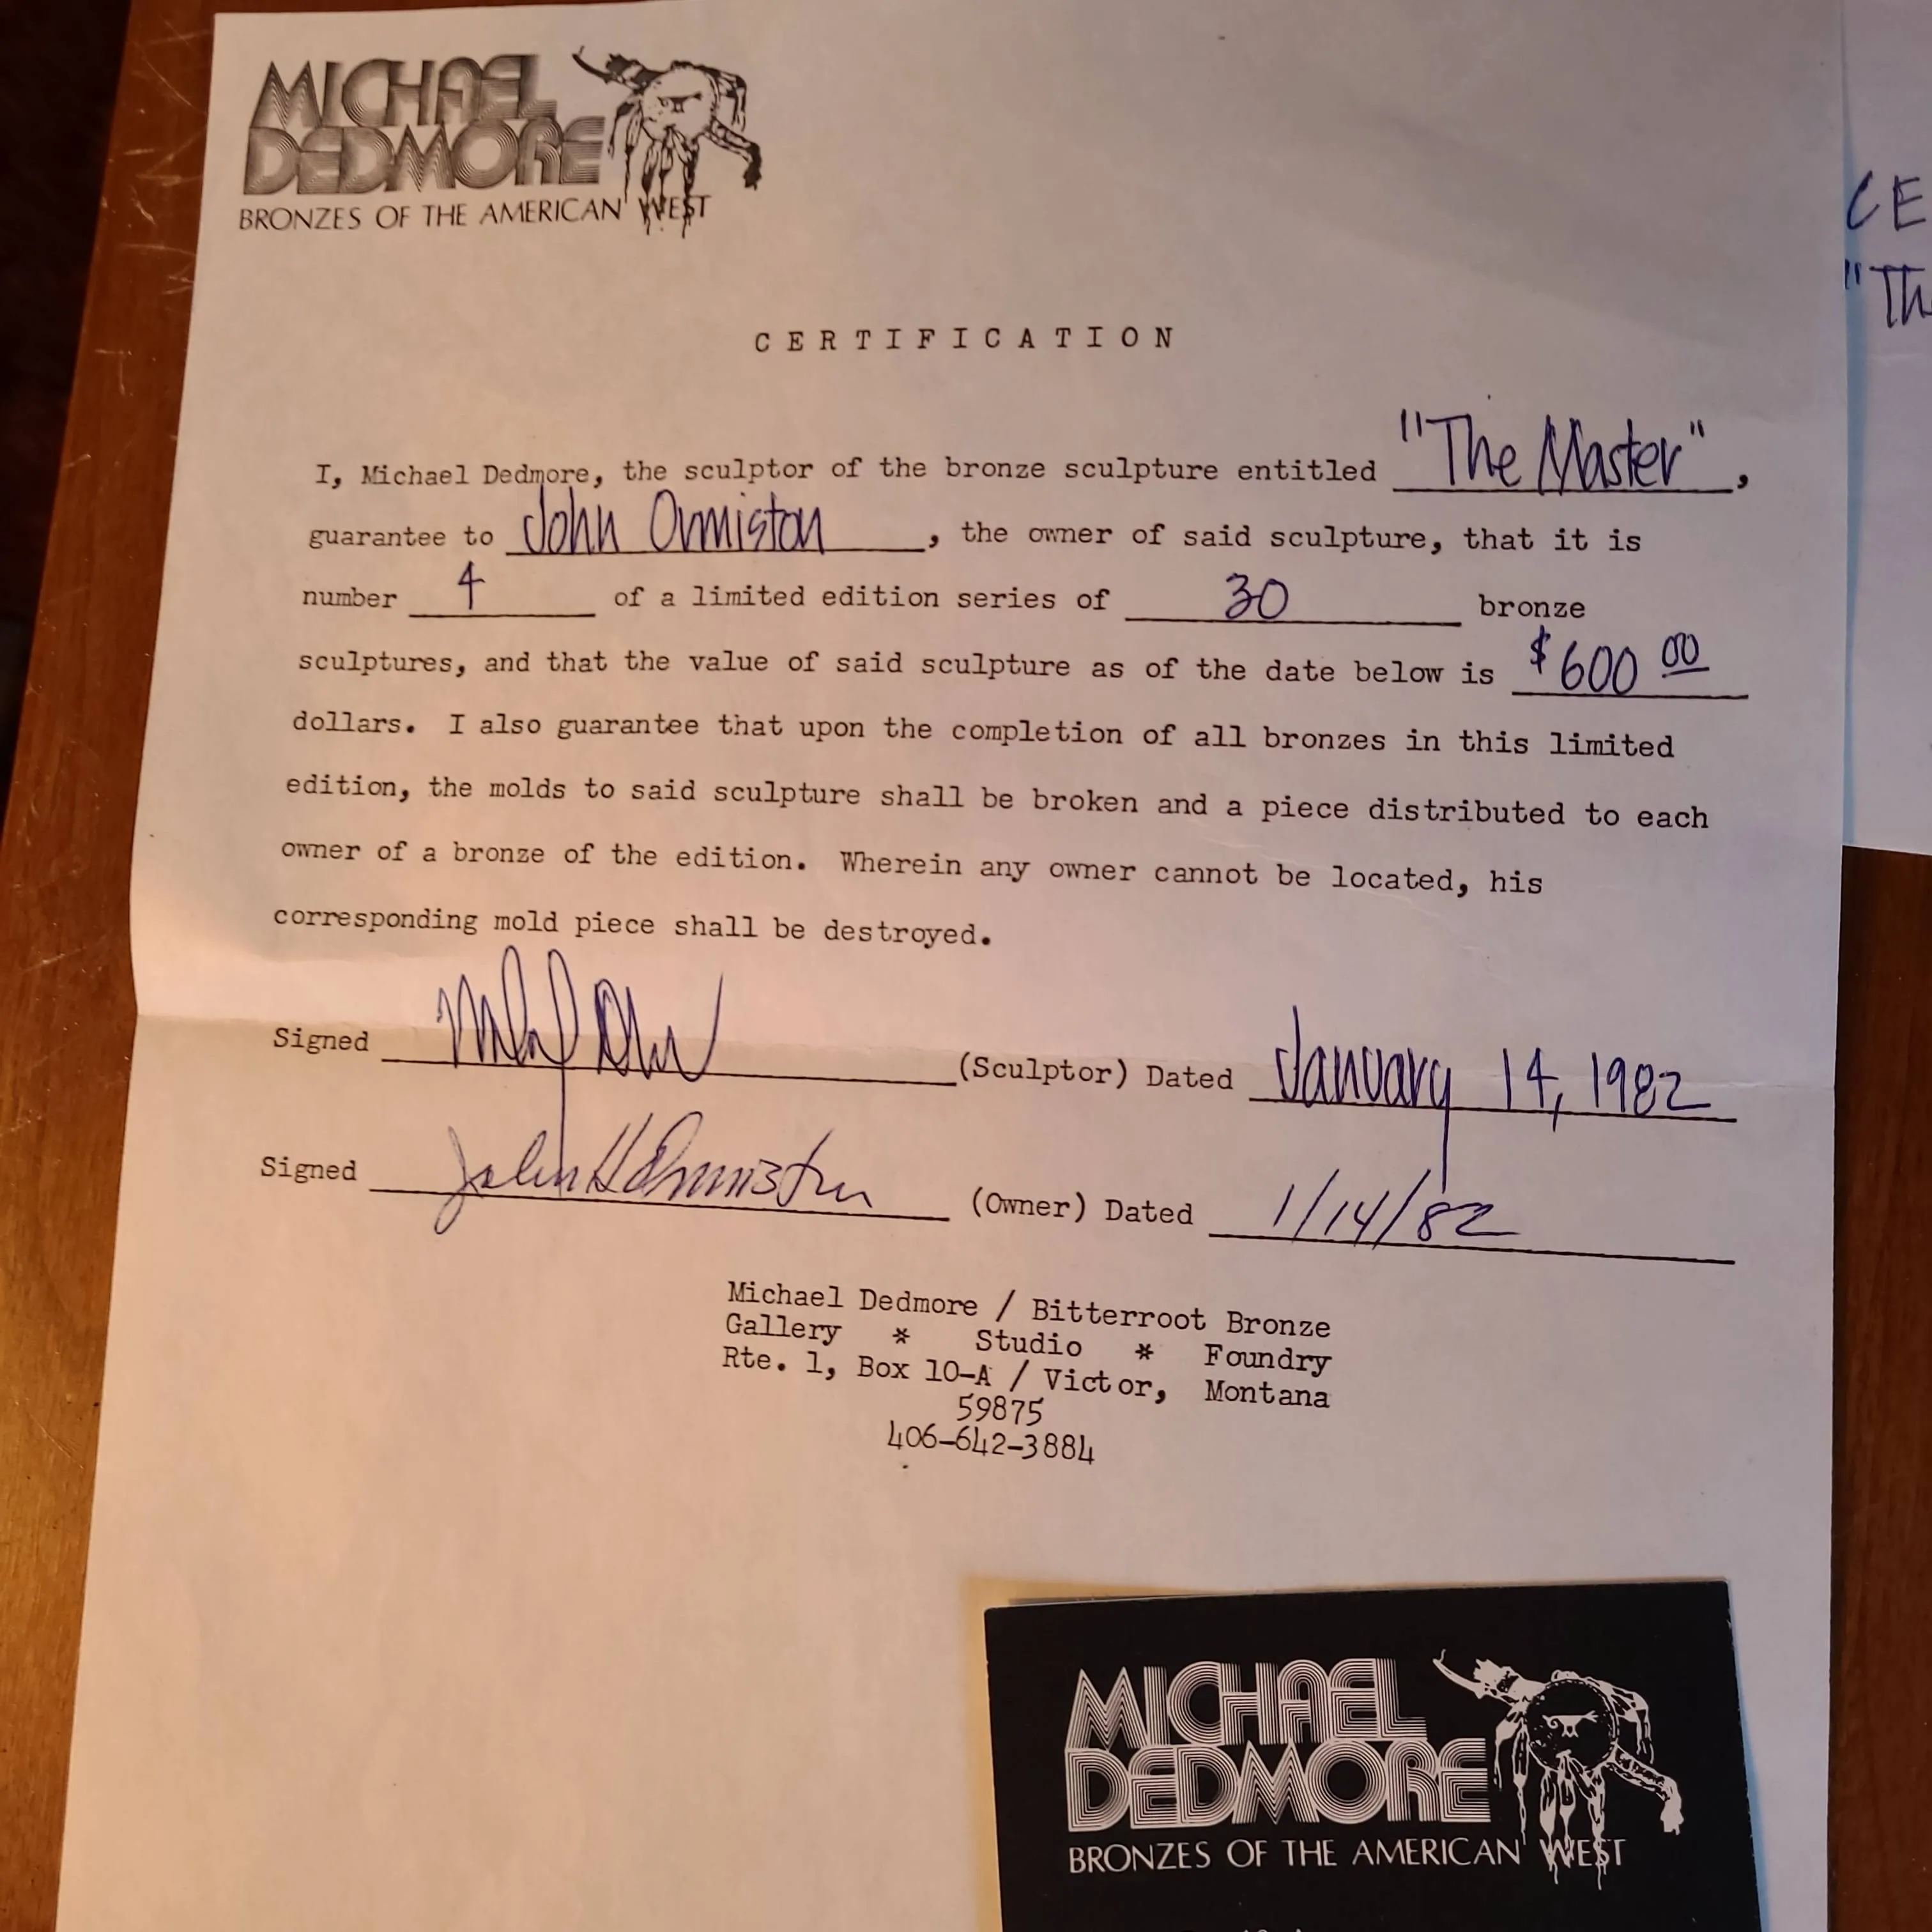 MICHAEL
DEDMORE
BRONZES OF THE AMERICAN WEST
CERTIFICATION
I, Michael Dedmore, the sculptor of the bronze sculpture entitled "The Master",
guarantee to John Ormiston, the owner of said sculpture, that it is
number 4 of a limited edition series of 30 bronze
sculptures, and that the value of said sculpture as of the date below is $600 00
dollars. I also guarantee that upon the completion of all bronzes in this limited
edition, the molds to said sculpture shall be broken and a piece distributed to each
owner of a bronze of the edition. Wherein any owner cannot be located, his
corresponding mold piece shall be destroyed.
Signed (Sculptor) Dated January 14, 1982
Signed John H Ormiston (Owner) Dated 1/14/82
Michael Dedmore / Bitterroot Bronze
Gallery * Studio * Foundry
Rte. 1, Box 10-A / Victor, Montana
59875
406-642-3884
CE
"Th
MICHAEL
DEDMORE
BRONZES OF THE AMERICAN WEST